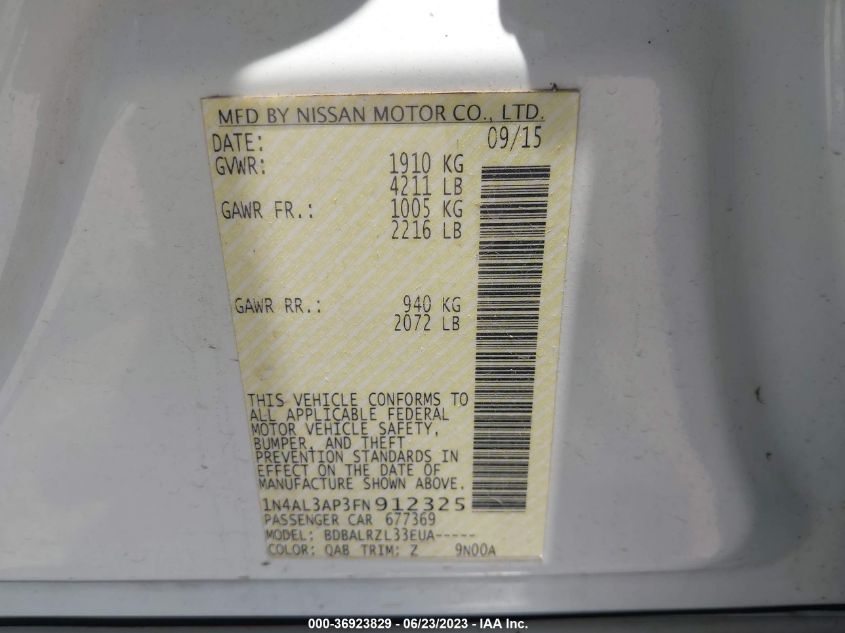 MFD BY NISSAN MOTOR CO., LTD.
DATE: 09/15
GVWR: 1910 KG
4211 LB
GAWR FR.: 1005 KG
2216 LB
GAWR RR.: 940 KG
2072 LB
THIS VEHICLE CONFORMS TO
ALL APPLICABLE FEDERAL
MOTOR VEHICLE SAFETY,
BUMPER, AND THEFT
PREVENTION STANDARDS IN
EFFECT ON THE DATE OF
MANUFACTURE SHOWN ABOVE.
1N4AL3AP3FN912325
PASSENGER CAR 677369
MODEL: BDBALRZL33EUA-----
COLOR: QAB TRIM: Z 9N00A
000-36923829 - 06/23/2023 - IAA Inc.